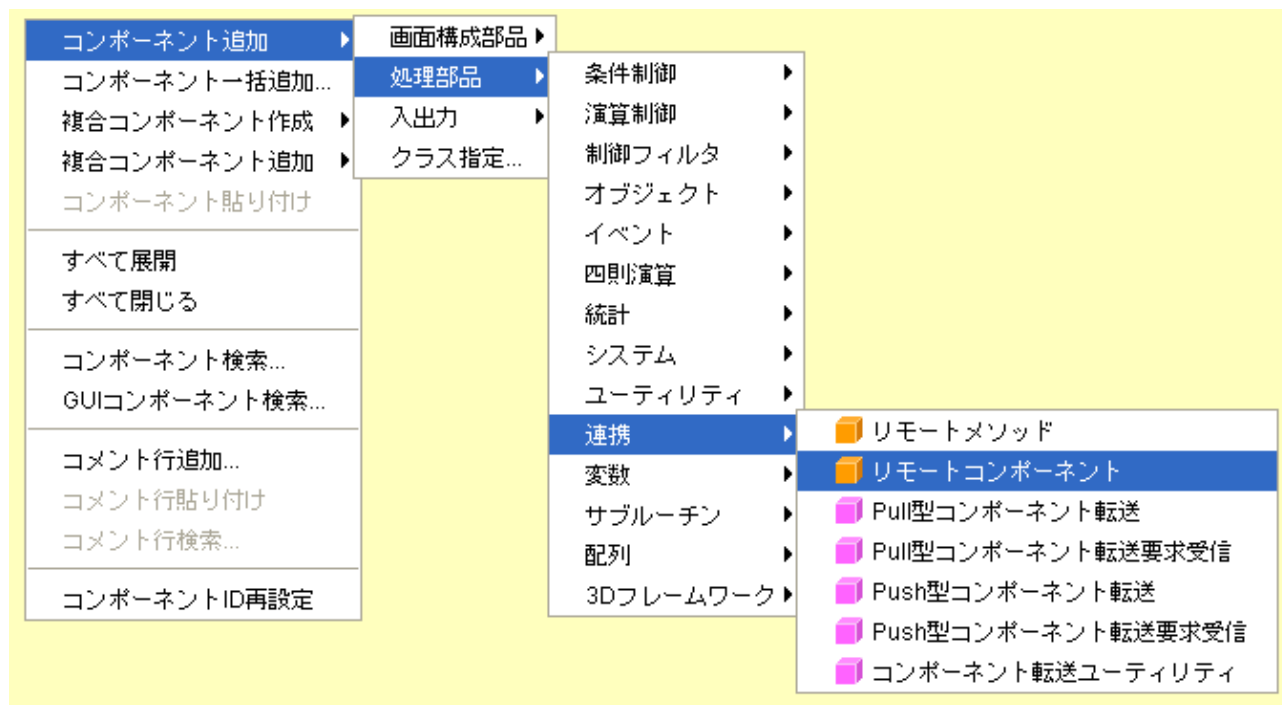 コンポーネント追加
コンポーネント一括追加...
複合コンポーネント作成
複合コンポーネント追加
コンポーネント貼り付け
すべて展開
すべて閉じる
コンポーネント検索...
GUIコンポーネント検索...
コメント行追加...
コメント行貼り付け
コメント行検索...
コンポーネントID再設定
画面構成部品
処理部品
入出力
クラス指定...
条件制御
演算制御
制御フィルタ
オブジェクト
イベント
四則演算
統計
システム
ユーティリティ
連携
変数
サブルーチン
配列
3Dフレームワーク
リモートメソッド
リモートコンポーネント
Pull型コンポーネント転送
Pull型コンポーネント転送要求受信
Push型コンポーネント転送
Push型コンポーネント転送要求受信
コンポーネント転送ユーティリティ